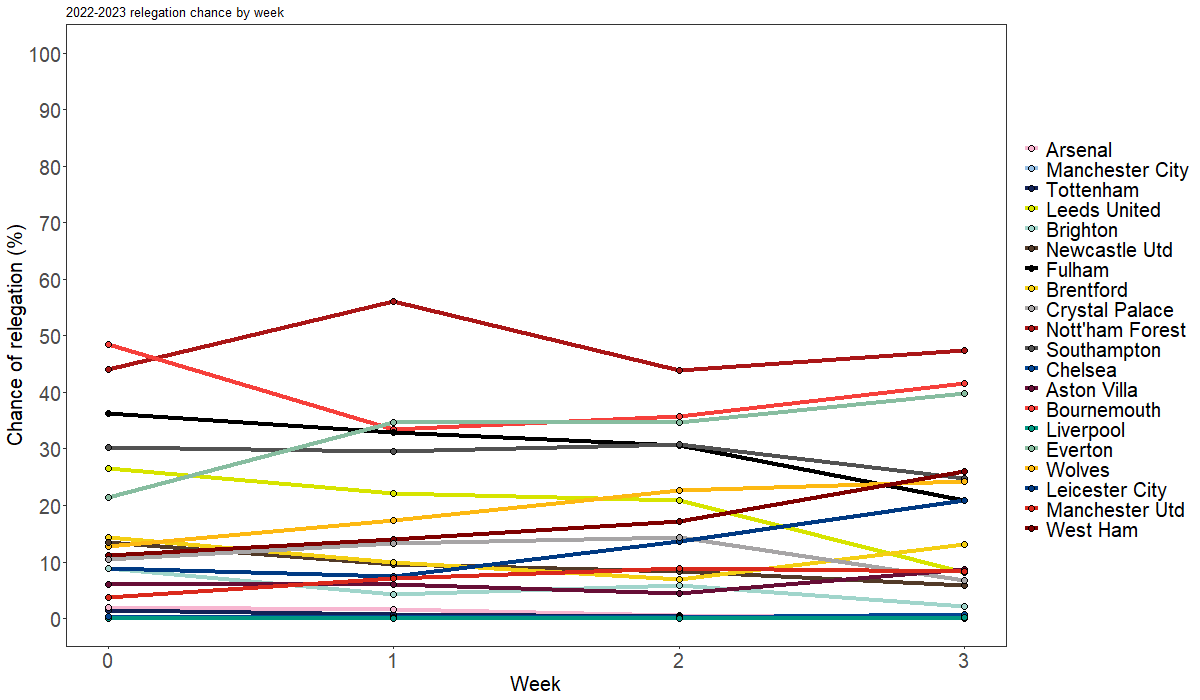 2022-2023 relegation chance by week
Chance of relegation (%)
100
90
80
70
60
50
40
30
20
10
0
0 1 2 3
Week
Arsenal
Manchester City
Tottenham
Leeds United
Brighton
Newcastle Utd
Fulham
Brentford
Crystal Palace
Nott'ham Forest
Southampton
Chelsea
Aston Villa
Bournemouth
Liverpool
Everton
Wolves
Leicester City
Manchester Utd
West Ham